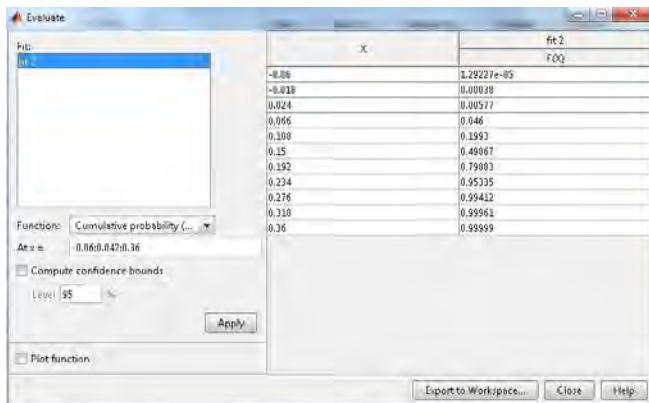 Evaluate
Fit:
fit 2
Function: Cumulative probability (...
At x = -0.06:0.042:0.36
Compute confidence bounds
Level 95 %
Apply
Plot function
X fit 2
F(X)
-0.06 1.29227e-05
-0.018 0.00038
0.024 0.00577
0.066 0.046
0.108 0.1993
0.15 0.49867
0.192 0.79883
0.234 0.95335
0.276 0.99412
0.318 0.99961
0.36 0.99999
Export to Workspace... Close Help